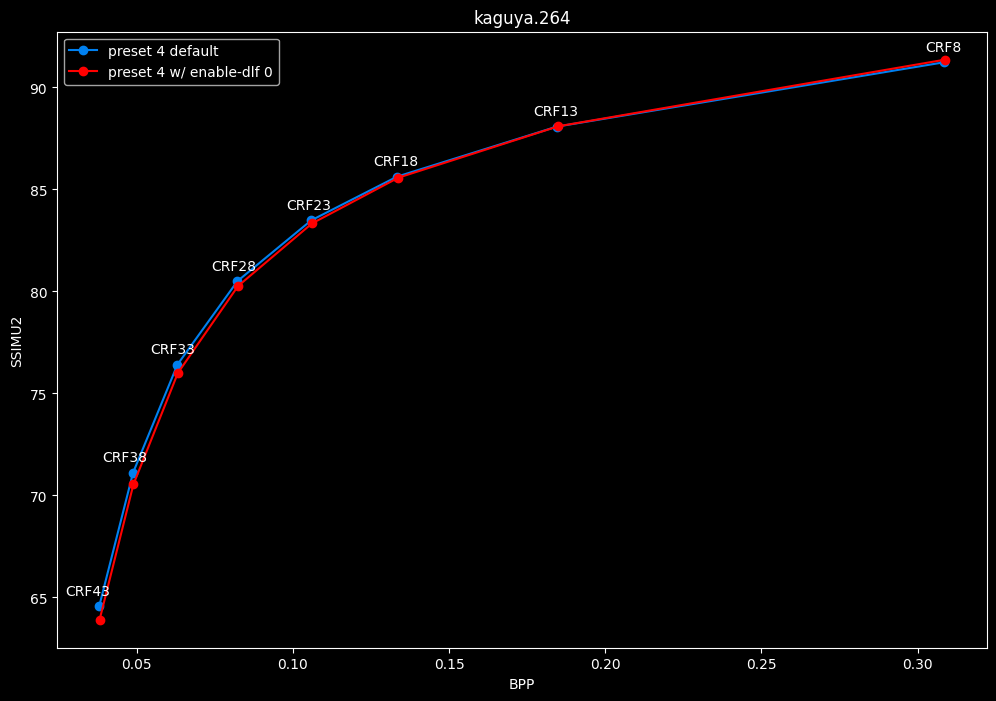 kaguya.264
preset 4 default
preset 4 w/ enable-dlf 0
CRF8
CRF13
CRF18
CRF23
CRF28
CRF33
CRF38
CRF43
90
85
80
75
70
65
SSIMU2
0.05 0.10 0.15 0.20 0.25 0.30
BPP